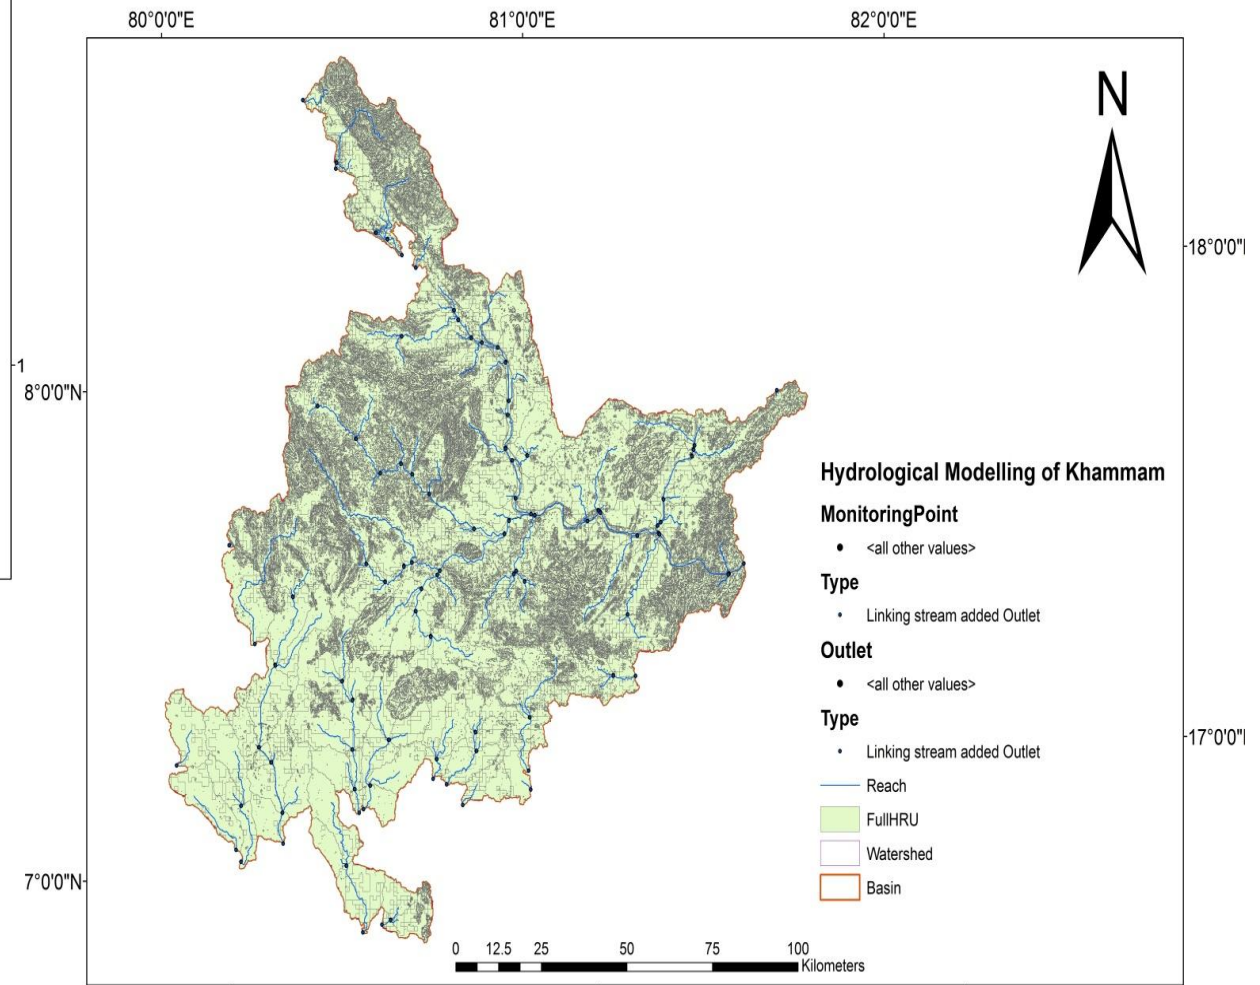 80°0'0"E 81°0'0"E 82°0'0"E
N
18°0'0"
1
8°0'0"N
Hydrological Modelling of Khammam
MonitoringPoint
<all other values>
Type
Linking stream added Outlet
Outlet
<all other values>
Type
Linking stream added Outlet
17°0'0"
Reach
FullHRU
Watershed
7°0'0"N
Basin
0 12.5 25 50 75 100
Kilometers